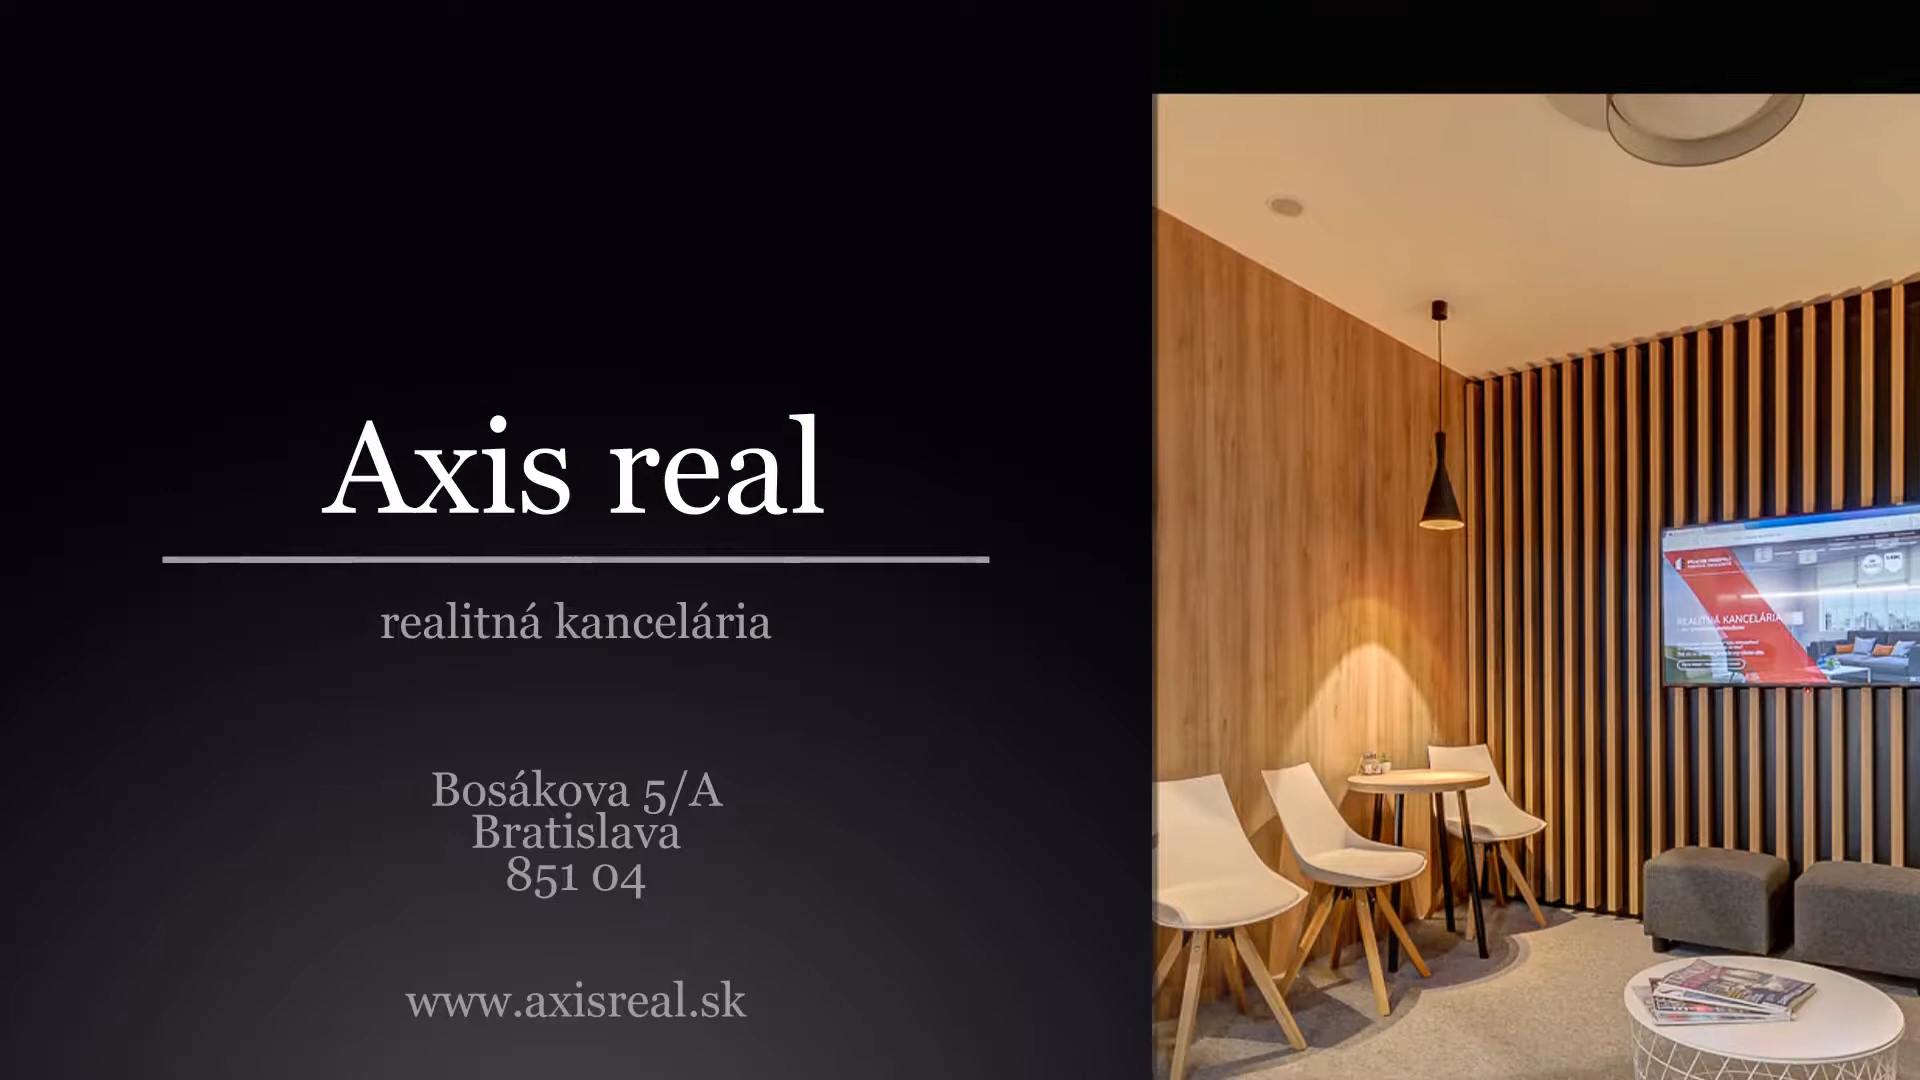 Axis real
realitná kancelária
Bosákova 5/A
Bratislava
851 04
www.axisreal.sk
REALITNÁ KANCELÁRIA